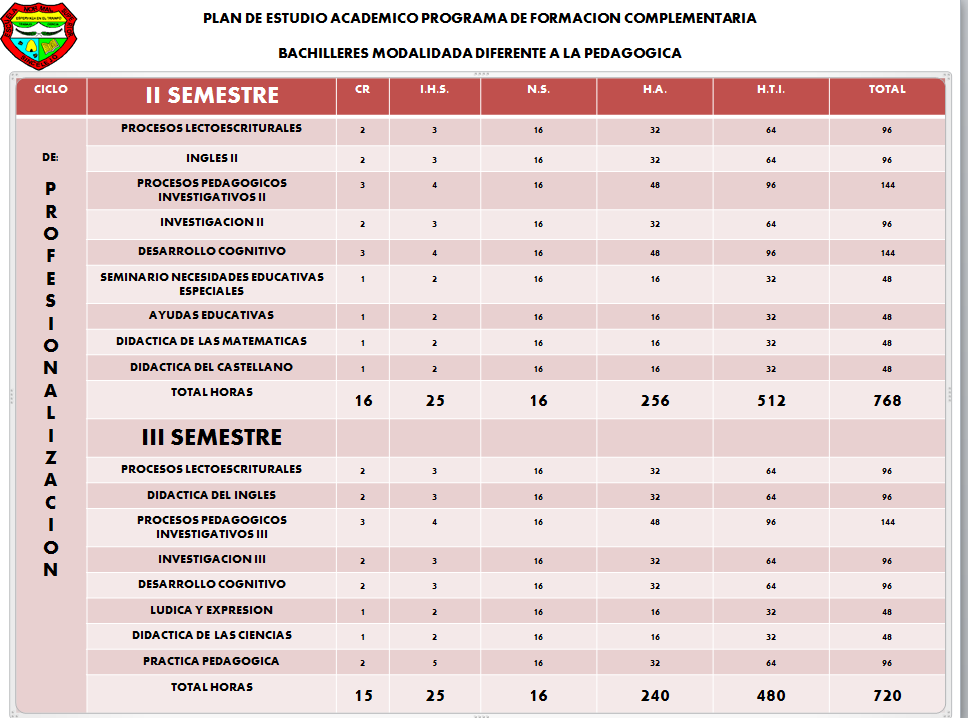 PLAN DE ESTUDIO ACADEMICO PROGRAMA DE FORMACION COMPLEMENTARIA
BACHILLERES MODALIDADA DIFERENTE A LA PEDAGOGICA
CICLO II SEMESTRE CR I.H.S. N.S. H.A. H.T.I. TOTAL
DE:
PROFESIONALIZACION
PROCESOS LECTOESCRITURALES 2 3 16 32 64 96
INGLES II 2 3 16 32 64 96
PROCESOS PEDAGOGICOS
INVESTIGATIVOS II 3 4 16 48 96 144
INVESTIGACION II 2 3 16 32 64 96
DESARROLLO COGNITIVO 3 4 16 48 96 144
SEMINARIO NECESIDADES EDUCATIVAS
ESPECIALES 1 2 16 16 32 48
AYUDAS EDUCATIVAS 1 2 16 16 32 48
DIDACTICA DE LAS MATEMATICAS 1 2 16 16 32 48
DIDACTICA DEL CASTELLANO 1 2 16 16 32 48
TOTAL HORAS 16 25 16 256 512 768
III SEMESTRE
PROCESOS LECTOESCRITURALES 2 3 16 32 64 96
DIDACTICA DEL INGLES 2 3 16 32 64 96
PROCESOS PEDAGOGICOS
INVESTIGATIVOS III 3 4 16 48 96 144
INVESTIGACION III 2 3 16 32 64 96
DESARROLLO COGNITIVO 2 3 16 32 64 96
LUDICA Y EXPRESION 1 2 16 16 32 48
DIDACTICA DE LAS CIENCIAS 1 2 16 16 32 48
PRACTICA PEDAGOGICA 2 5 16 32 64 96
TOTAL HORAS 15 25 16 240 480 720